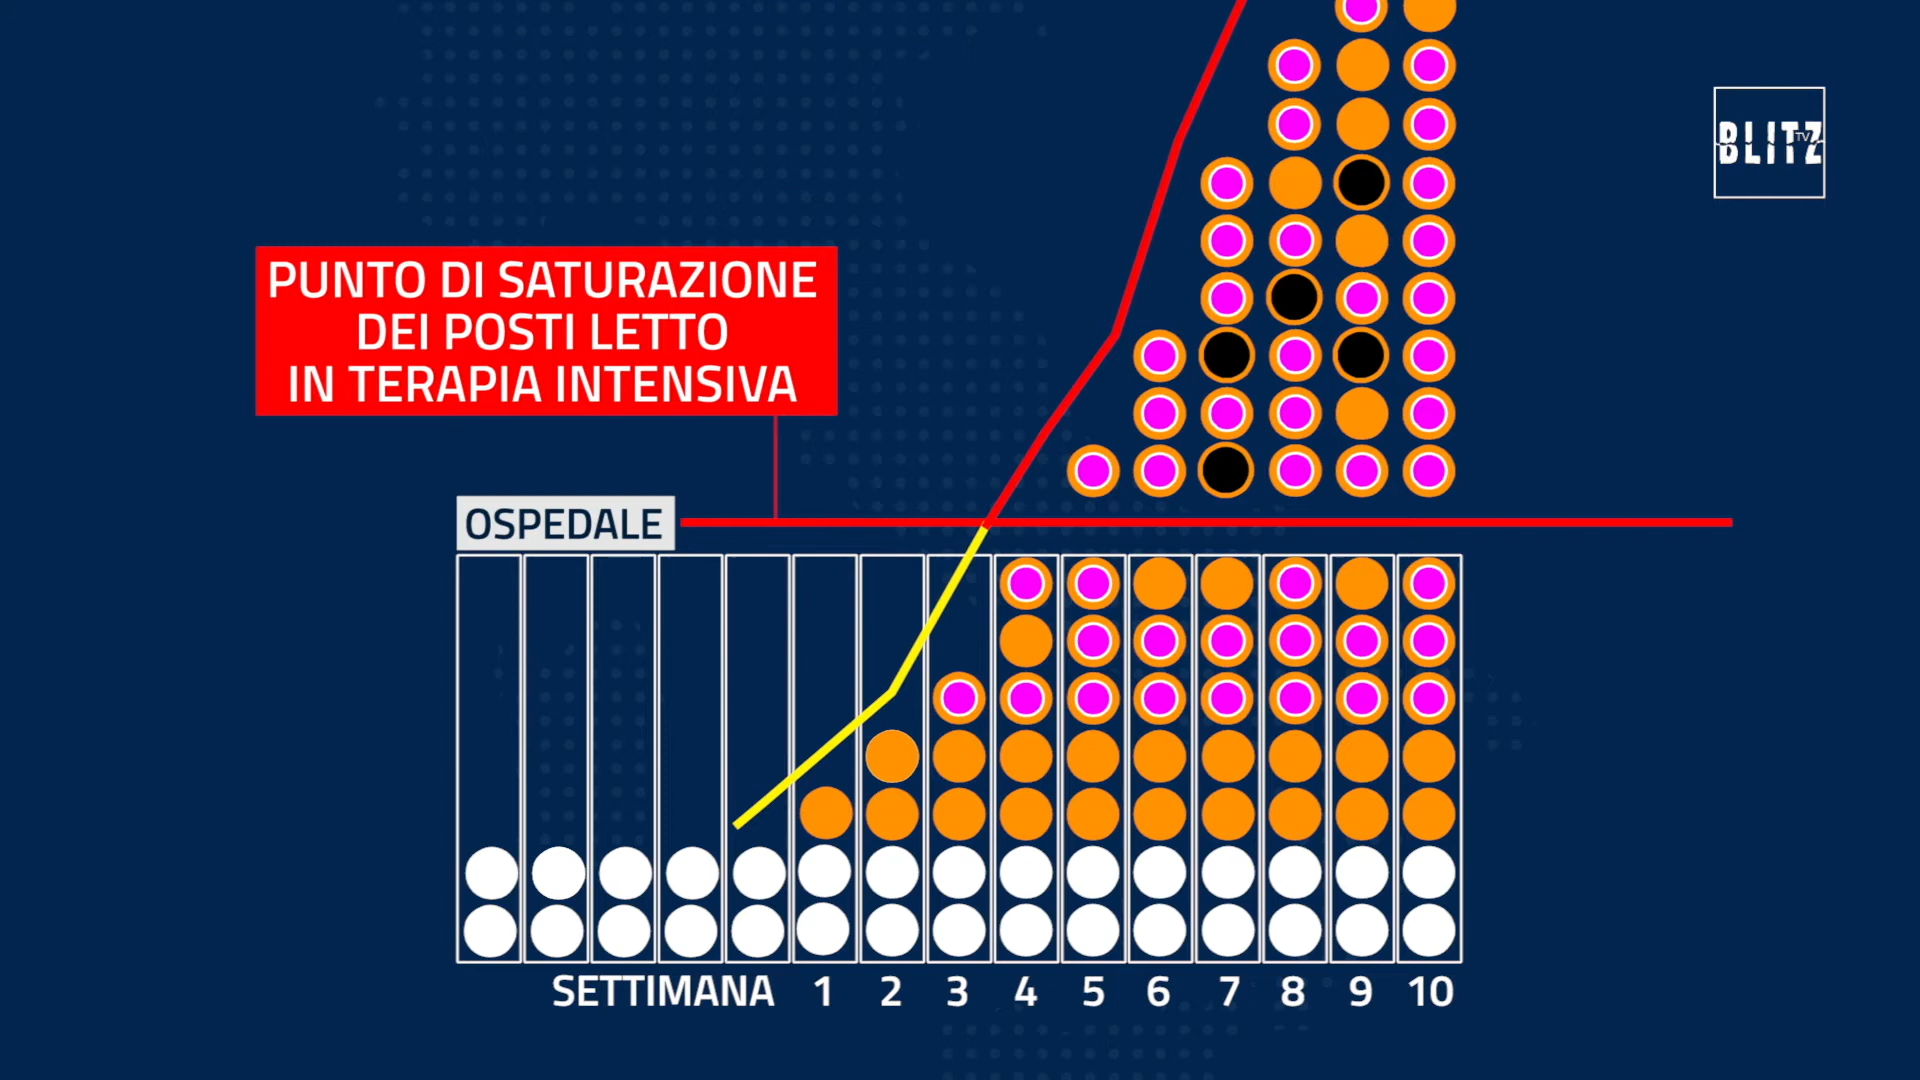 BLITZ TV
PUNTO DI SATURAZIONE
DEI POSTI LETTO
IN TERAPIA INTENSIVA
OSPEDALE
SETTIMANA 1 2 3 4 5 6 7 8 9 10